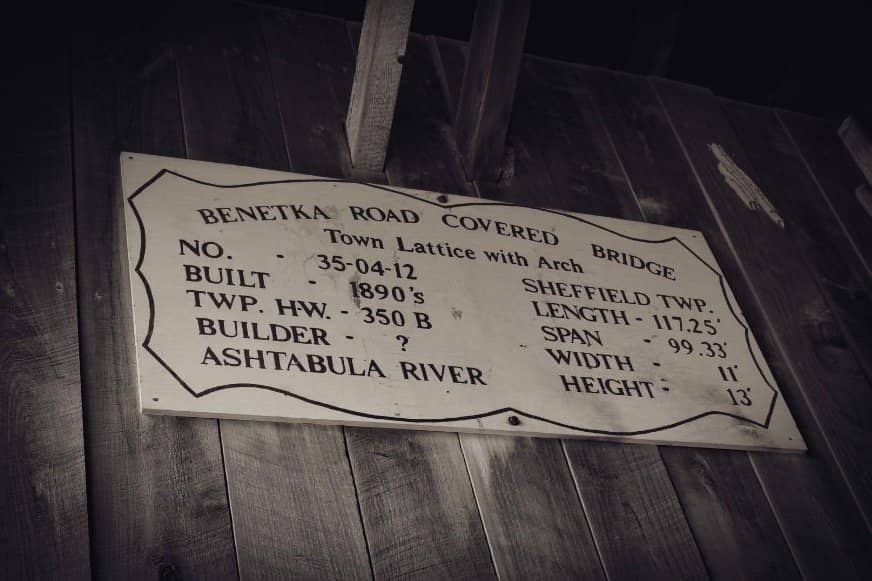 BENETKA ROAD COVERED BRIDGE
Town Lattice with Arch
NO. - 35-04-12
BUILT - 1890's
TWP. HW. - 350 B
BUILDER - ?
ASHTABULA RIVER
SHEFFIELD TWP.
LENGTH - 117.25'
SPAN - 99.33'
WIDTH - 11'
HEIGHT - 13'